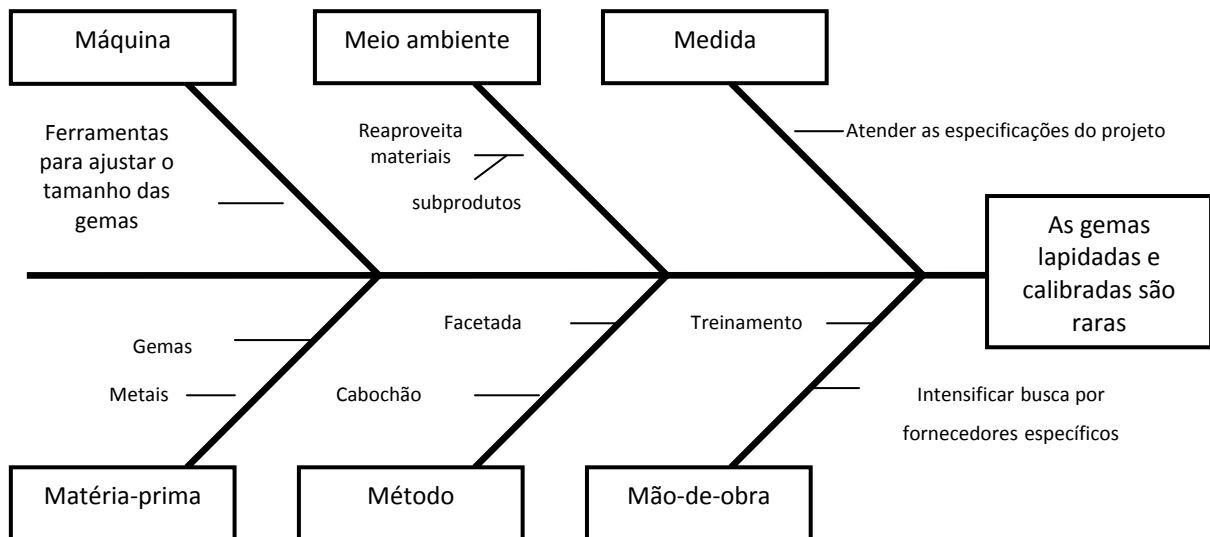 Máquina
Meio ambiente
Medida
Ferramentas
para ajustar o
tamanho das
gemas
Reaproveita
materiais
subprodutos
Atender as especificações do projeto
As gemas
lapidadas e
calibradas são
raras
Gemas
Metais
Facetada
Cabochão
Treinamento
Intensificar busca por
fornecedores específicos
Matéria-prima
Método
Mão-de-obra